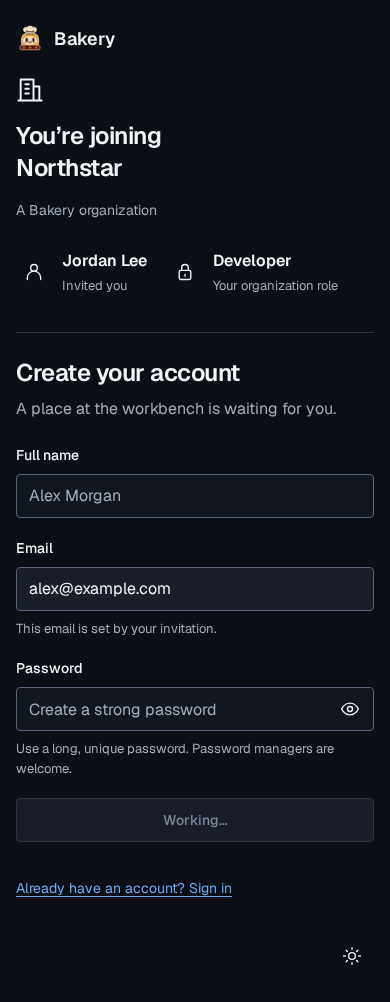 Bakery
You're joining
Northstar
A Bakery organization
Jordan Lee
Invited you
Developer
Your organization role
Create your account
A place at the workbench is waiting for you.
Full name
Alex Morgan
Email
alex@example.com
This email is set by your invitation.
Password
Create a strong password
Use a long, unique password. Password managers are
welcome.
Working...
Already have an account? Sign in